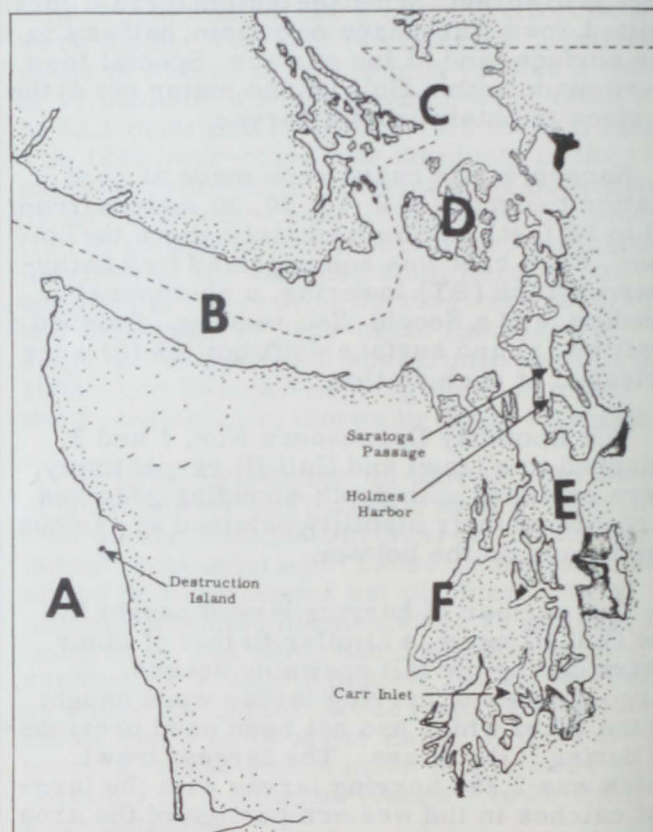 C
D
B
Saratoga
Passage
Holmes
Harbor
E
Destruction
Island
A
F
Carr Inlet